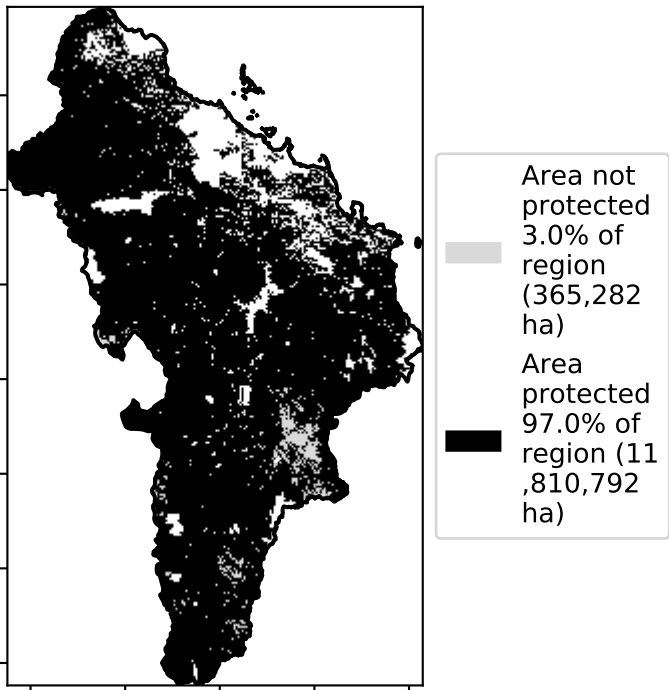 Area not
protected
3.0% of
region
(365,282
ha)
Area
protected
97.0% of
region (11
,810,792
ha)